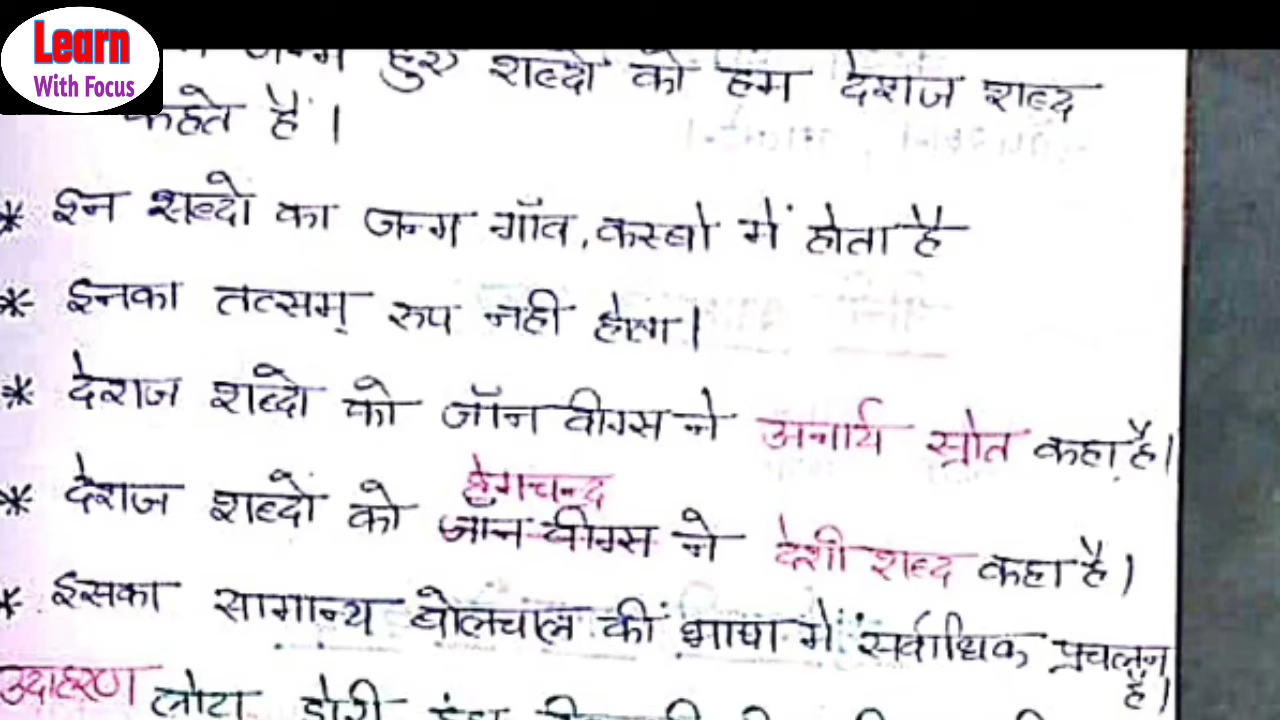 Learn
With Focus
जन्म हुए शब्दों को हम देशज शब्द
कहते हैं।
* इन शब्दो का जन्म गाँव, कस्बो में होता है
* इनका तत्सम् रूप नही होता।
* देशज शब्दो को जॉन वीम्स ने अनार्य स्रोत कहा है।
हेमचन्द
* देशज शब्दों को जॉन वीम्स ने देशी शब्द कहा है।
* इसका सामान्य बोलचाल कीं भाषा में सर्वाधिक प्रचलन
है।
उदाहरण लोटा